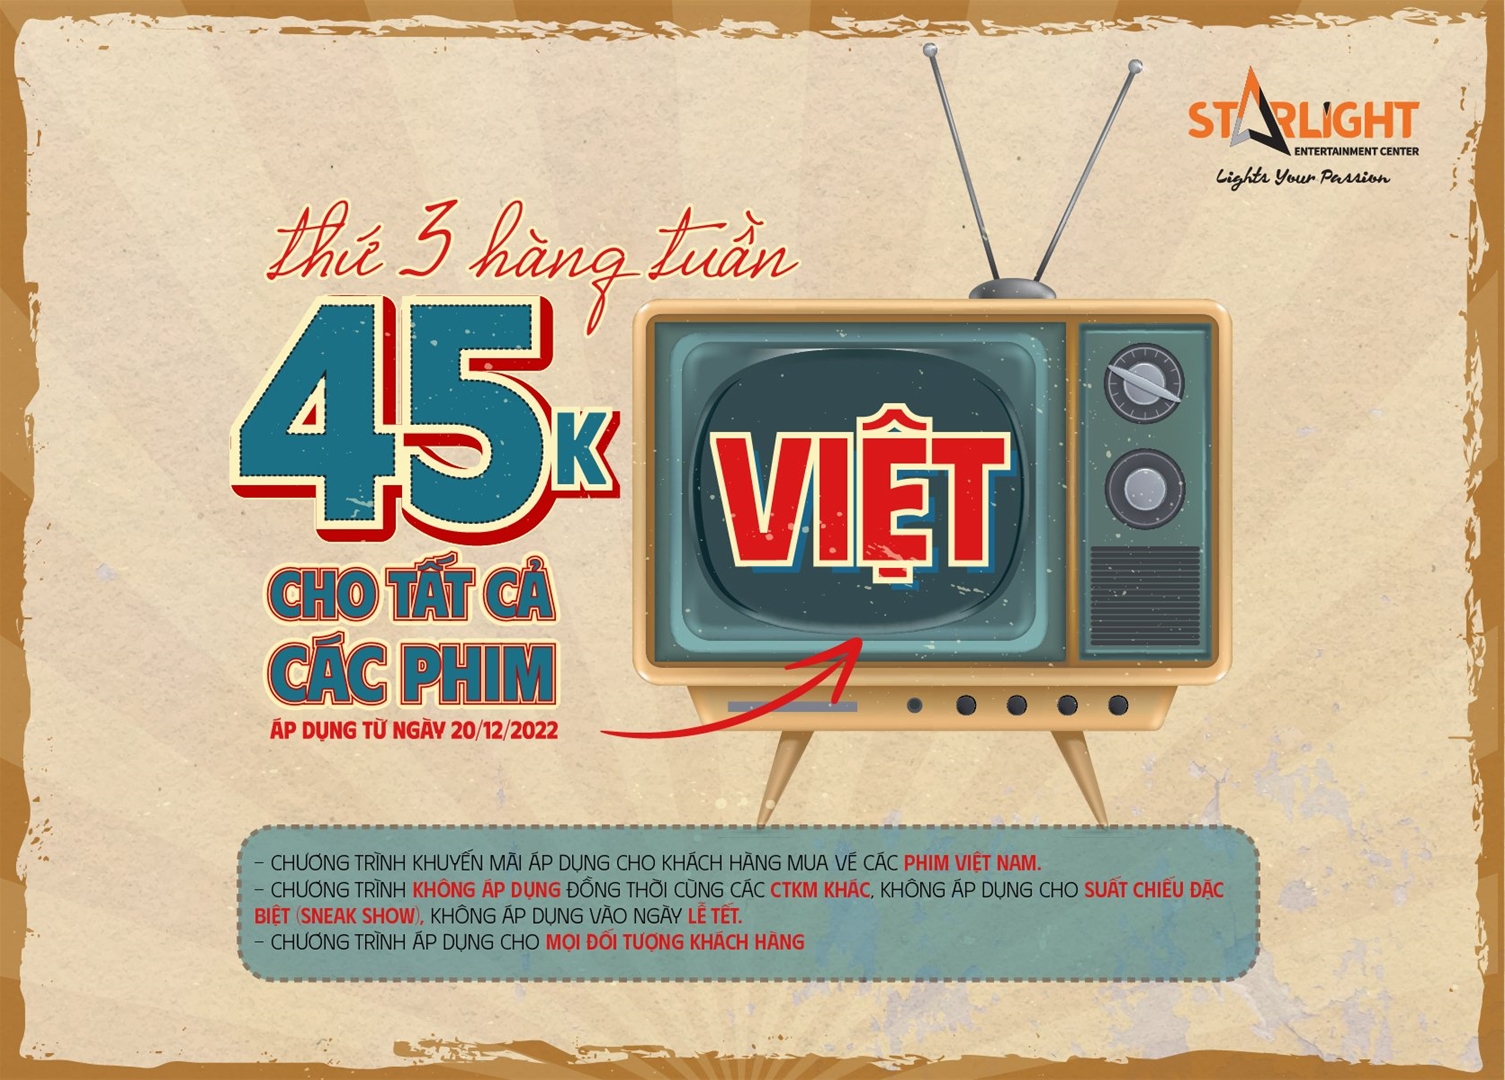 STARLIGHT
ENTERTAINMENT CENTER
Lights Your Passion
thứ 3 hàng tuần
45K
CHO TẤT CẢ
CÁC PHIM
VIỆT
ÁP DỤNG TỪ NGÀY 20/12/2022
– CHƯƠNG TRÌNH KHUYẾN MÃI ÁP DỤNG CHO KHÁCH HÀNG MUA VÉ CÁC PHIM VIỆT NAM.
– CHƯƠNG TRÌNH KHÔNG ÁP DỤNG ĐỒNG THỜI CÙNG CÁC CTKM KHÁC, KHÔNG ÁP DỤNG CHO SUẤT CHIẾU ĐẶC
BIỆT (SNEAK SHOW), KHÔNG ÁP DỤNG VÀO NGÀY LỄ TẾT.
– CHƯƠNG TRÌNH ÁP DỤNG CHO MỌI ĐỐI TƯỢNG KHÁCH HÀNG